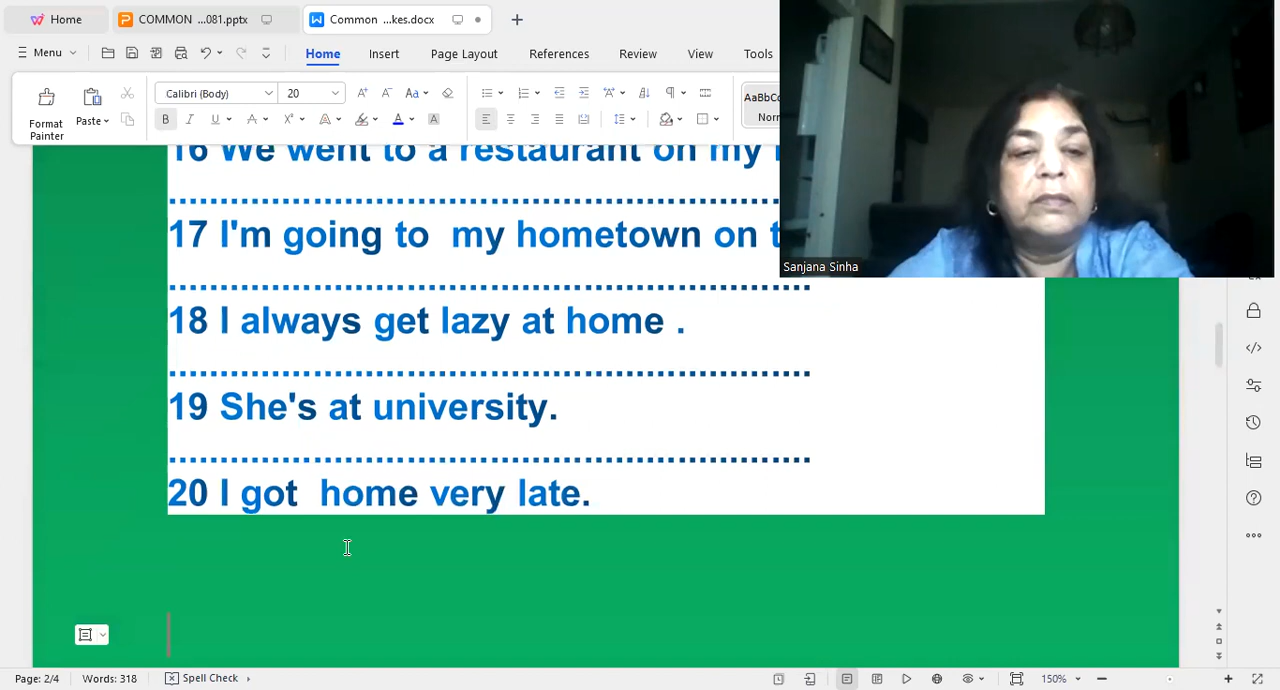 Home
COMMON ...081.pptx
Common ...kes.docx
Menu
Home
Insert
Page Layout
References
Review
View
Tools
Format
Painter
Paste
Calibri (Body)
20
AaBbCc
16 We went to a restaurant on my
17 I'm going to my hometown on
18 I always get lazy at home .
19 She's at university.
20 I got home very late.
Sanjana Sinha
Page: 2/4
Words: 318
Spell Check
150%